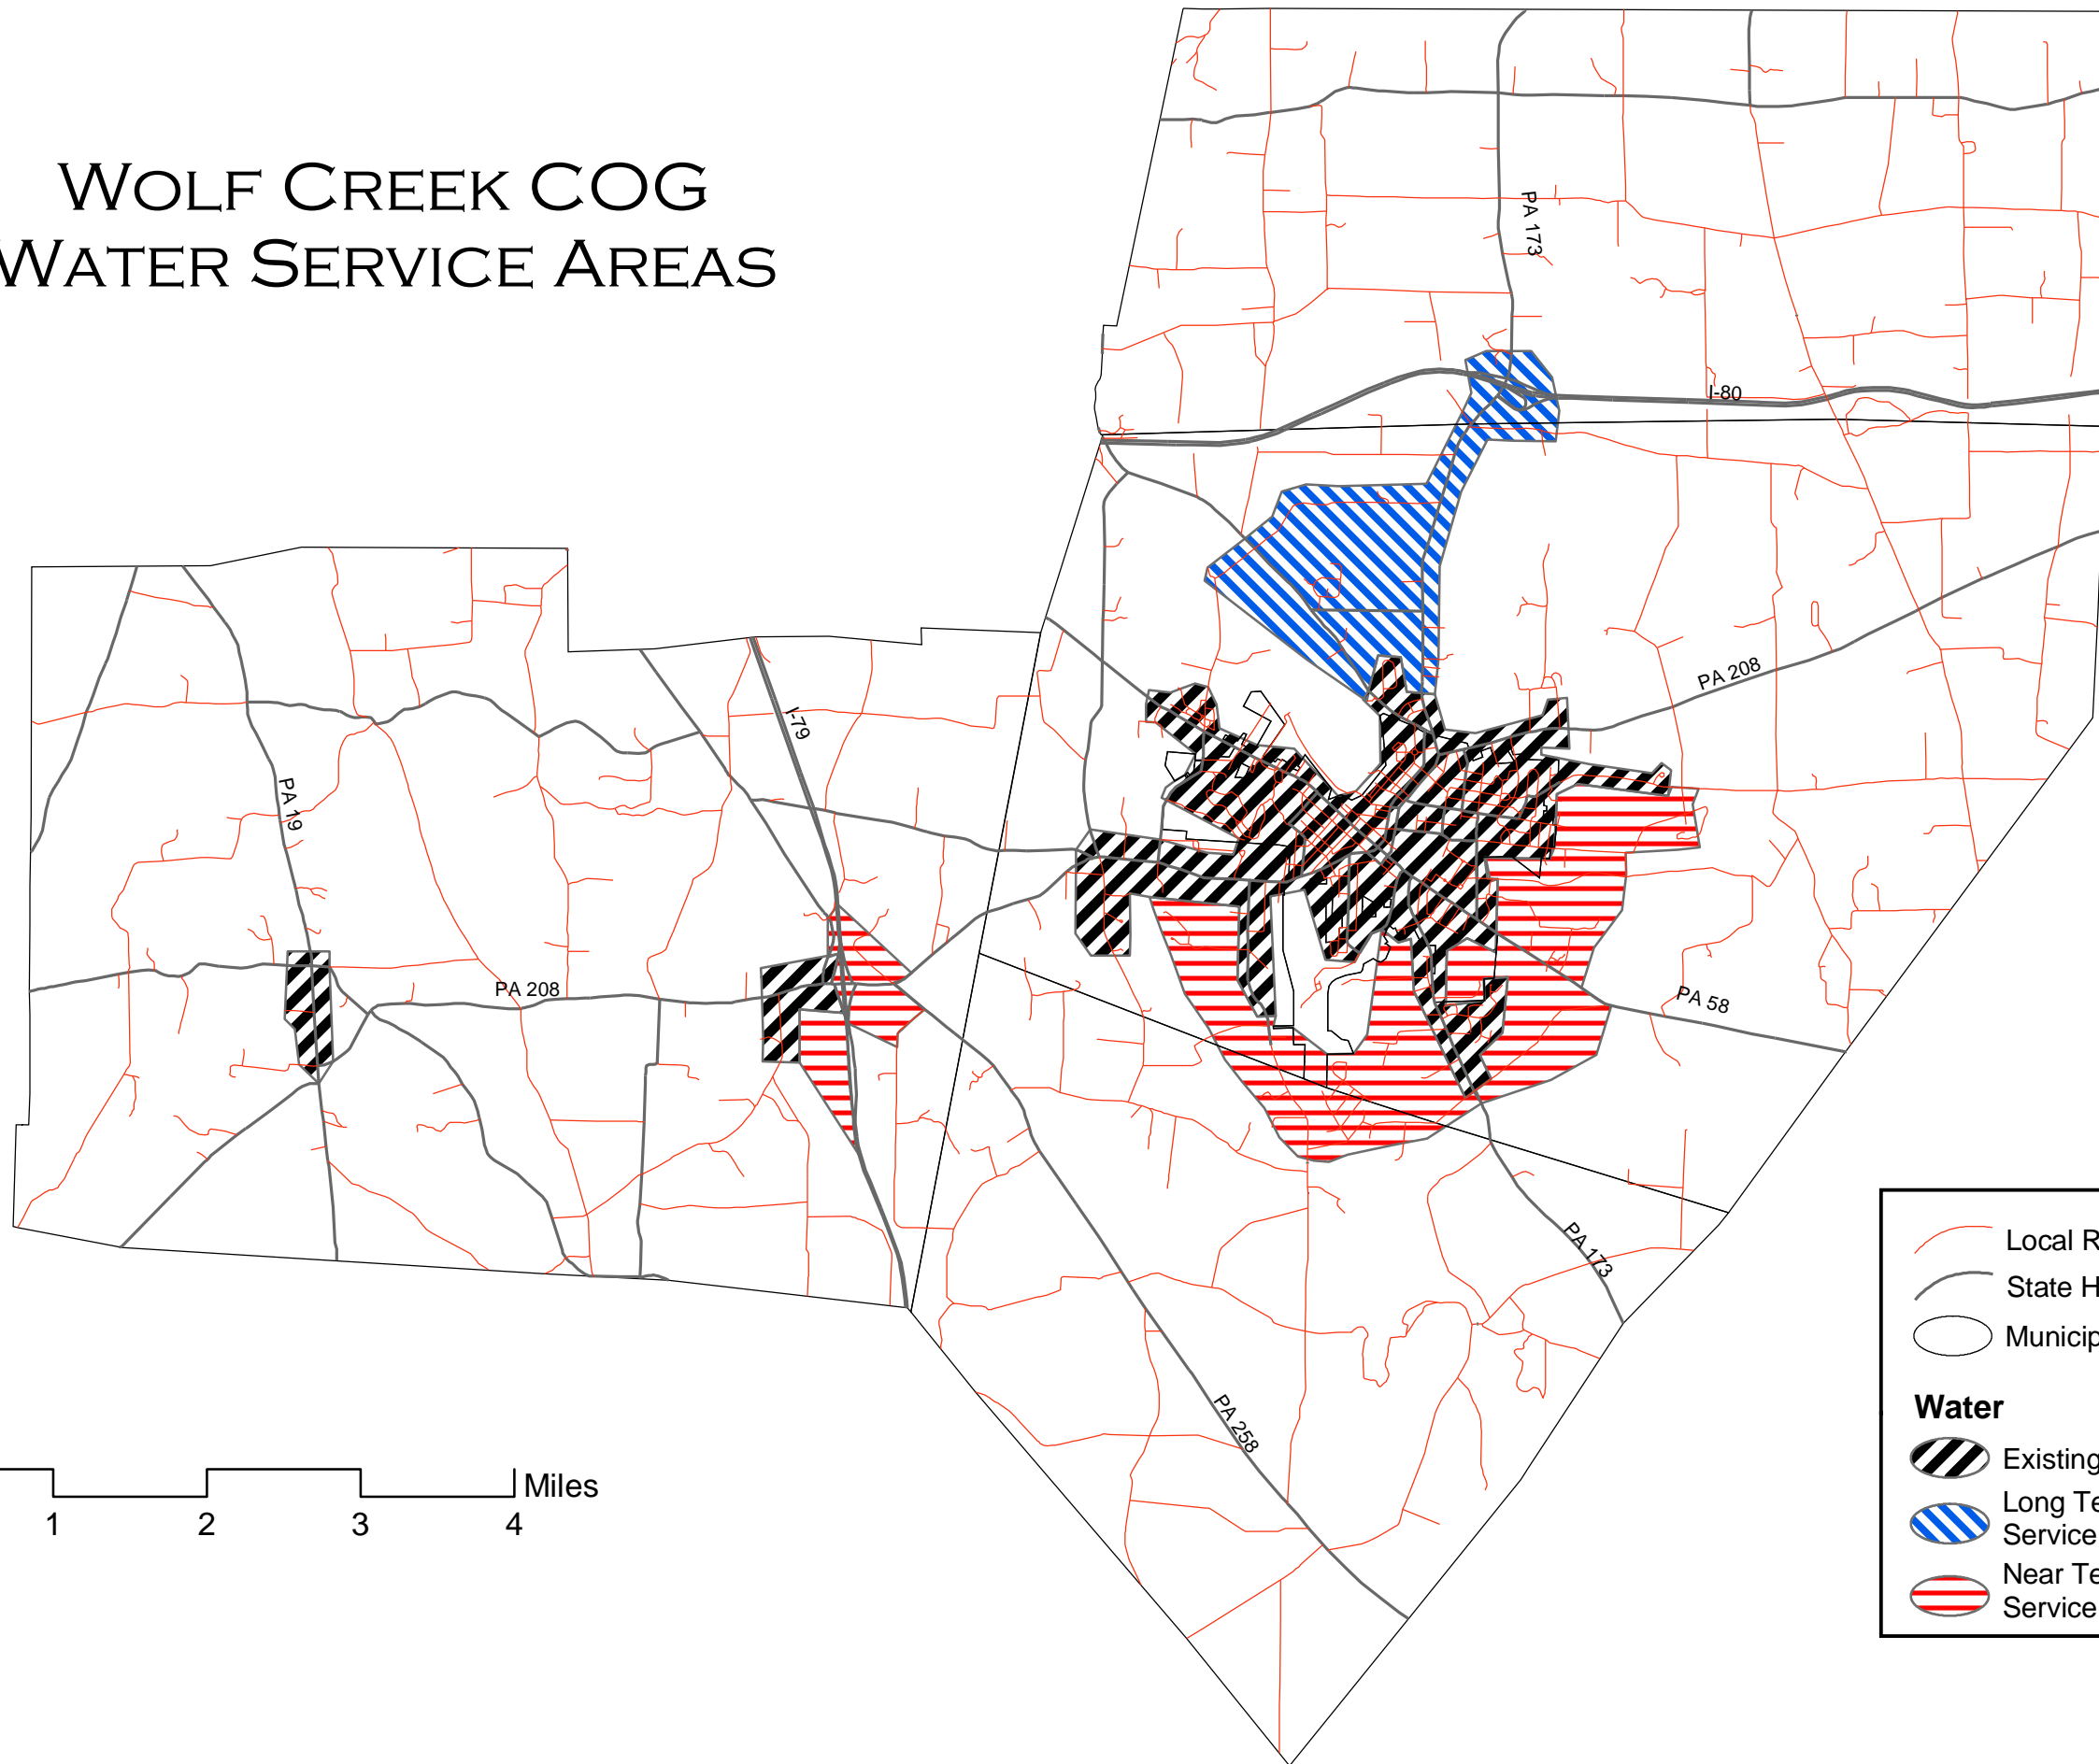 WOLF CREEK COG
WATER SERVICE AREAS
PA 173
I-80
PA 208
I-79
PA 19
PA 208
PA 58
PA 173
PA 258
Miles
1 2 3 4
Local R
State H
Municip
Water
Existing
Long Te
Service
Near Te
Service